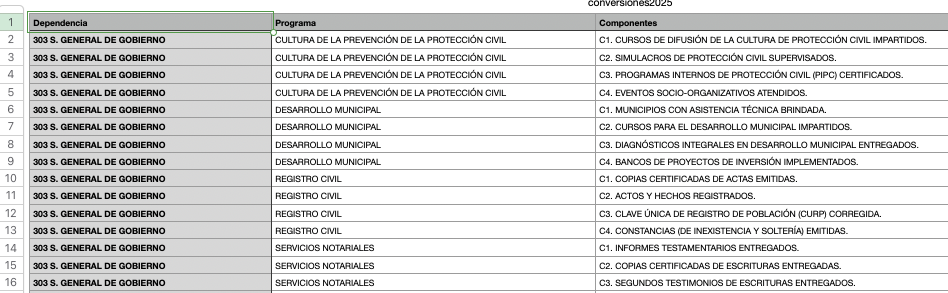 conversiones2025
1 Dependencia Programa Componentes
2 303 S. GENERAL DE GOBIERNO CULTURA DE LA PREVENCIÓN DE LA PROTECCIÓN CIVIL C1. CURSOS DE DIFUSIÓN DE LA CULTURA DE PROTECCIÓN CIVIL IMPARTIDOS.
3 303 S. GENERAL DE GOBIERNO CULTURA DE LA PREVENCIÓN DE LA PROTECCIÓN CIVIL C2. SIMULACROS DE PROTECCIÓN CIVIL SUPERVISADOS.
4 303 S. GENERAL DE GOBIERNO CULTURA DE LA PREVENCIÓN DE LA PROTECCIÓN CIVIL C3. PROGRAMAS INTERNOS DE PROTECCIÓN CIVIL (PIPC) CERTIFICADOS.
5 303 S. GENERAL DE GOBIERNO CULTURA DE LA PREVENCIÓN DE LA PROTECCIÓN CIVIL C4. EVENTOS SOCIO-ORGANIZATIVOS ATENDIDOS.
6 303 S. GENERAL DE GOBIERNO DESARROLLO MUNICIPAL C1. MUNICIPIOS CON ASISTENCIA TÉCNICA BRINDADA.
7 303 S. GENERAL DE GOBIERNO DESARROLLO MUNICIPAL C2. CURSOS PARA EL DESARROLLO MUNICIPAL IMPARTIDOS.
8 303 S. GENERAL DE GOBIERNO DESARROLLO MUNICIPAL C3. DIAGNÓSTICOS INTEGRALES EN DESARROLLO MUNICIPAL ENTREGADOS.
9 303 S. GENERAL DE GOBIERNO DESARROLLO MUNICIPAL C4. BANCOS DE PROYECTOS DE INVERSIÓN IMPLEMENTADOS.
10 303 S. GENERAL DE GOBIERNO REGISTRO CIVIL C1. COPIAS CERTIFICADAS DE ACTAS EMITIDAS.
11 303 S. GENERAL DE GOBIERNO REGISTRO CIVIL C2. ACTOS Y HECHOS REGISTRADOS.
12 303 S. GENERAL DE GOBIERNO REGISTRO CIVIL C3. CLAVE ÚNICA DE REGISTRO DE POBLACIÓN (CURP) CORREGIDA.
13 303 S. GENERAL DE GOBIERNO REGISTRO CIVIL C4. CONSTANCIAS (DE INEXISTENCIA Y SOLTERÍA) EMITIDAS.
14 303 S. GENERAL DE GOBIERNO SERVICIOS NOTARIALES C1. INFORMES TESTAMENTARIOS ENTREGADOS.
15 303 S. GENERAL DE GOBIERNO SERVICIOS NOTARIALES C2. COPIAS CERTIFICADAS DE ESCRITURAS ENTREGADAS.
16 303 S. GENERAL DE GOBIERNO SERVICIOS NOTARIALES C3. SEGUNDOS TESTIMONIOS DE ESCRITURAS ENTREGADAS.